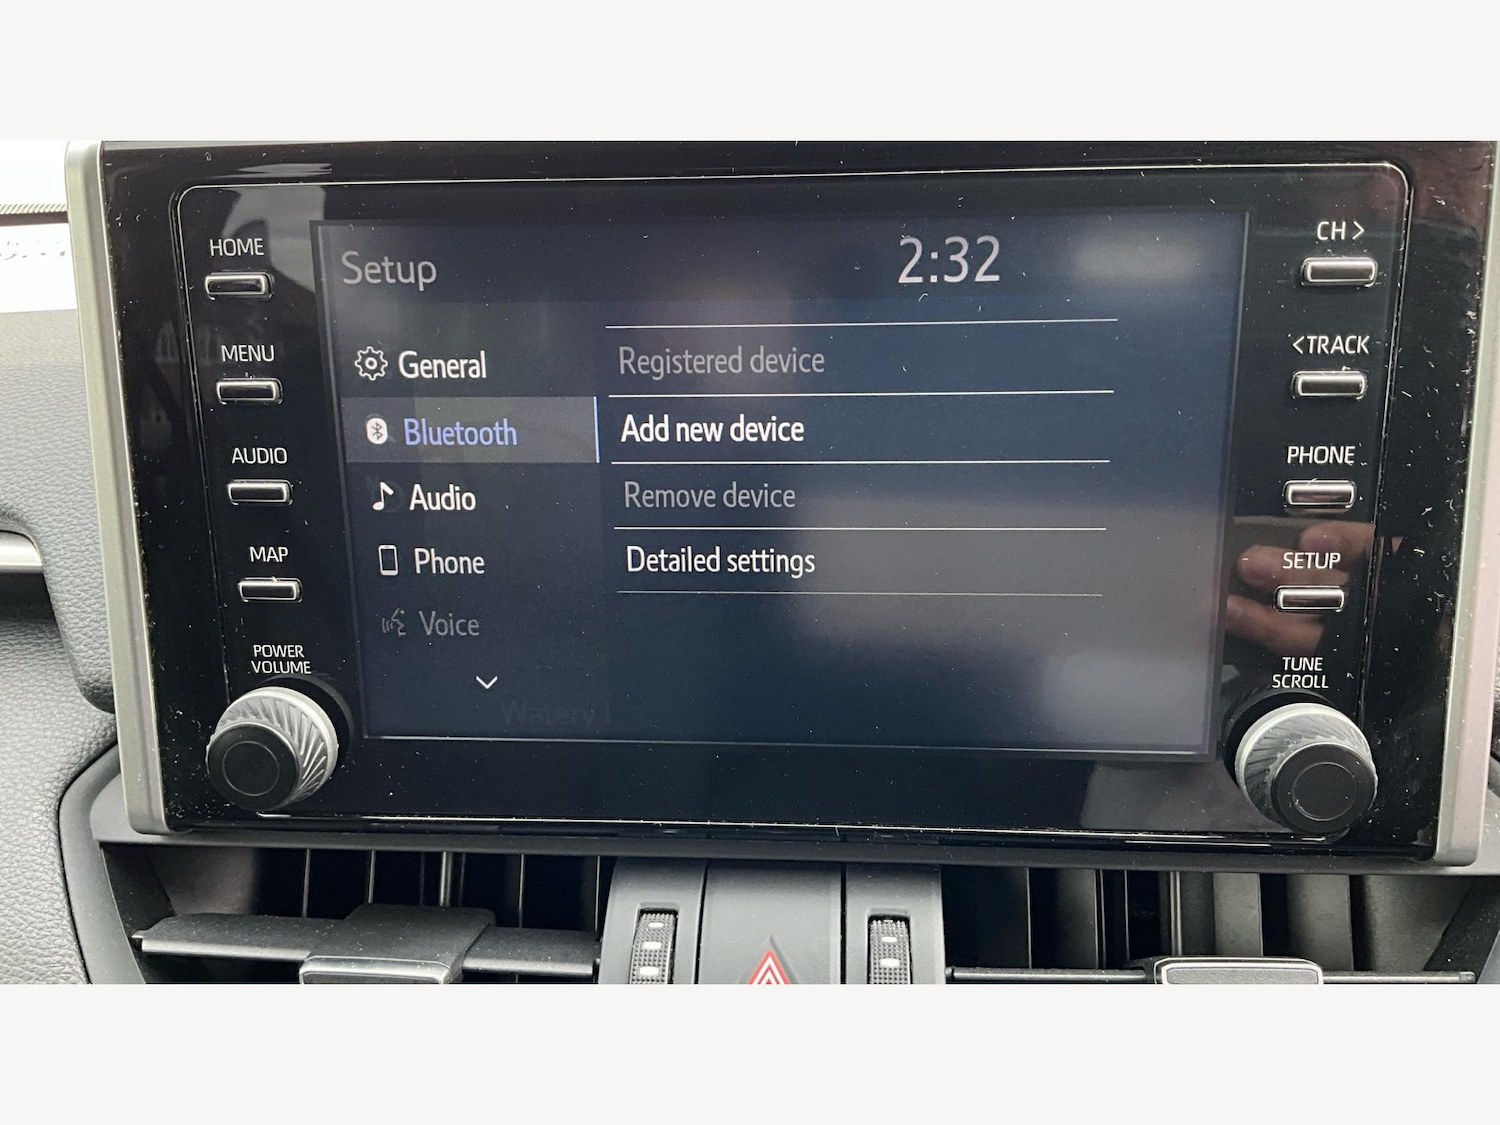 HOME
MENU
AUDIO
MAP
POWER
VOLUME
Setup
2:32
General
Bluetooth
Audio
Phone
Voice
Registered device
Add new device
Remove device
Detailed settings
Watery
CH >
< TRACK
PHONE
SETUP
TUNE
SCROLL